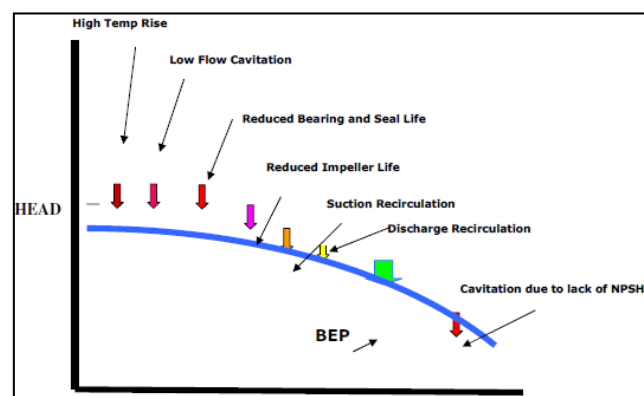 High Temp Rise
Low Flow Cavitation
Reduced Bearing and Seal Life
Reduced Impeller Life
Suction Recirculation
HEAD
Discharge Recirculation
Cavitation due to lack of NPSH
BEP